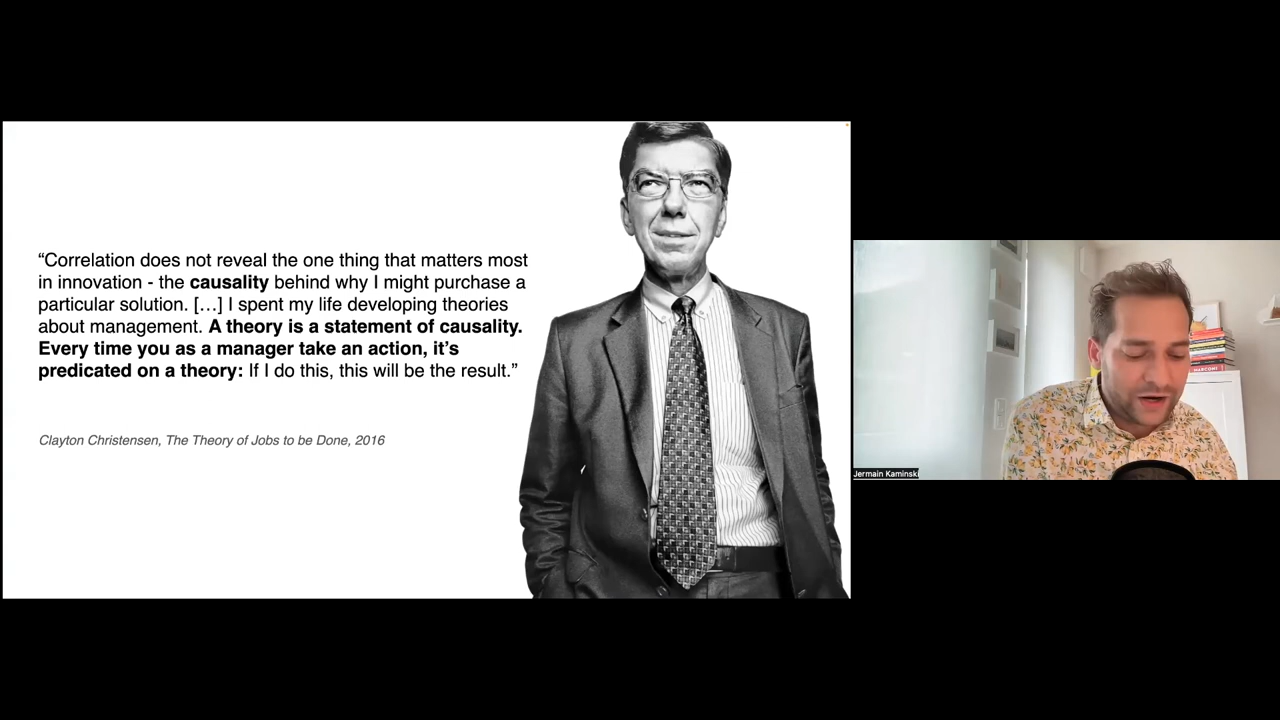 “Correlation does not reveal the one thing that matters most
in innovation - the causality behind why I might purchase a
particular solution. […] I spent my life developing theories
about management. A theory is a statement of causality.
Every time you as a manager take an action, it’s
predicated on a theory: If I do this, this will be the result.”
Clayton Christensen, The Theory of Jobs to be Done, 2016
MARCONI
Jermain Kaminski